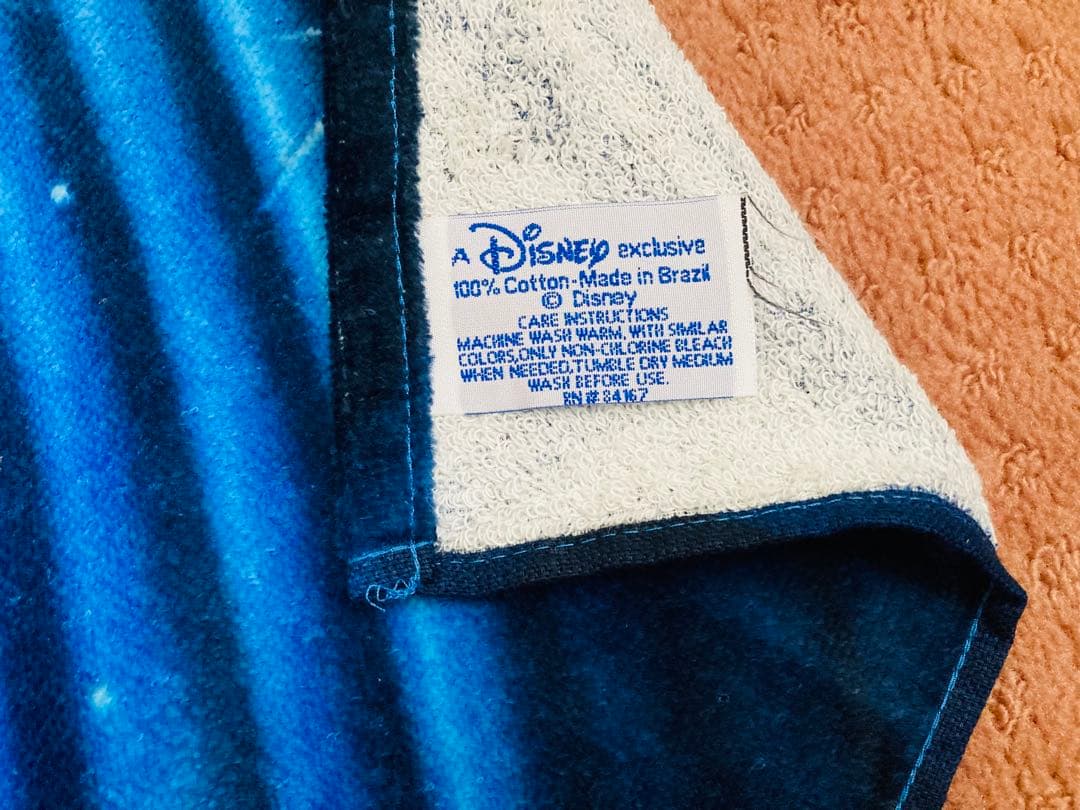 A Disney exclusive
100% Cotton-Made in Brazil
© Disney
CARE INSTRUCTIONS
MACHINE WASH WARM, WITH SIMILAR
COLORS,ONLY NON-CHLORINE BLEACH
WHEN NEEDED,TUMBLE DRY MEDIUM
WASH BEFORE USE.
RN # 84167